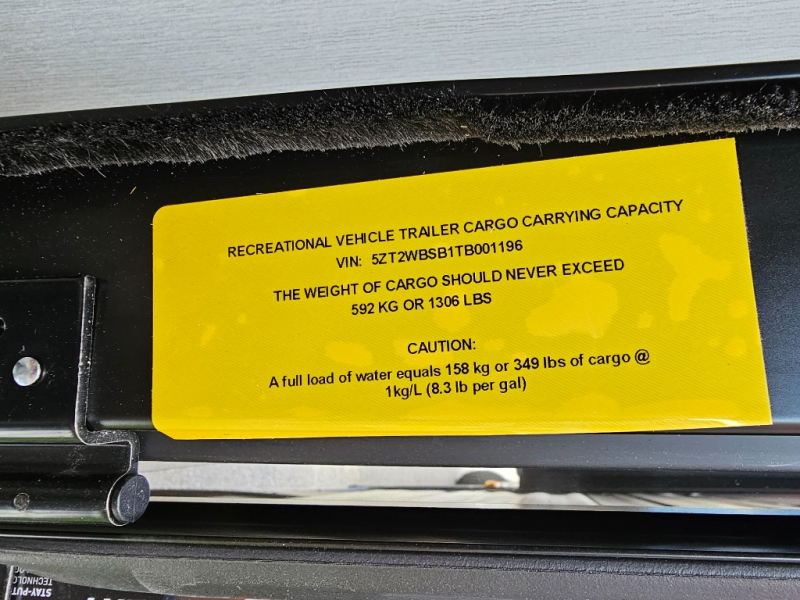 RECREATIONAL VEHICLE TRAILER CARGO CARRYING CAPACITY
VIN: 5ZT2WBSB1TB001196
THE WEIGHT OF CARGO SHOULD NEVER EXCEED
592 KG OR 1306 LBS
CAUTION:
A full load of water equals 158 kg or 349 lbs of cargo @
1kg/L (8.3 lb per gal)
STAY-PUT